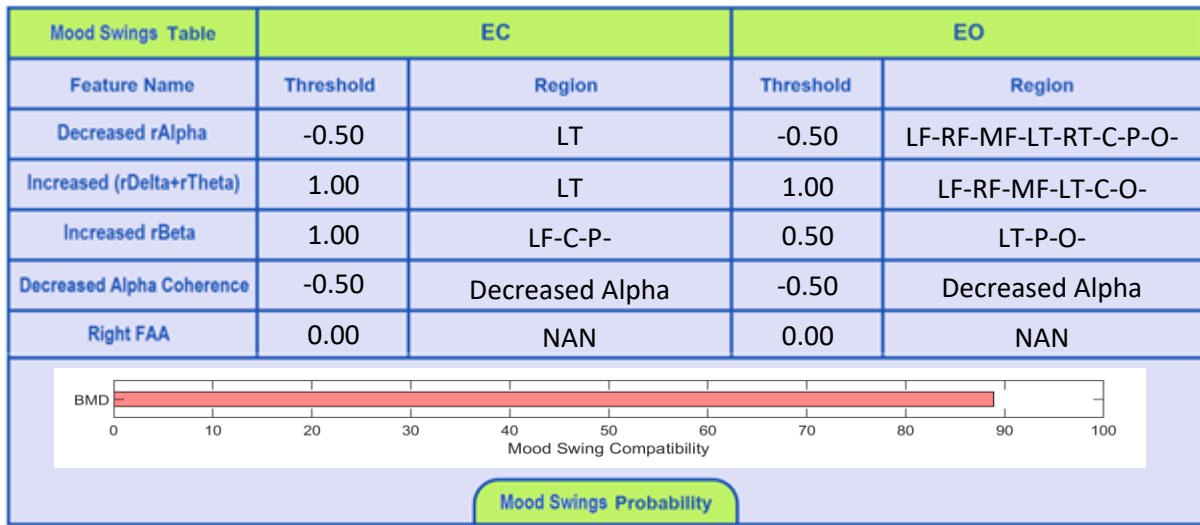 Mood Swings Table EC EO
Feature Name Threshold Region Threshold Region
Decreased rAlpha -0.50 LT -0.50 LF-RF-MF-LT-RT-C-P-O-
Increased (rDelta+rTheta) 1.00 LT 1.00 LF-RF-MF-LT-C-O-
Increased rBeta 1.00 LF-C-P- 0.50 LT-P-O-
Decreased Alpha Coherence -0.50 Decreased Alpha -0.50 Decreased Alpha
Right FAA 0.00 NAN 0.00 NAN
BMD
0 10 20 30 40 50 60 70 80 90 100
Mood Swing Compatibility
Mood Swings Probability